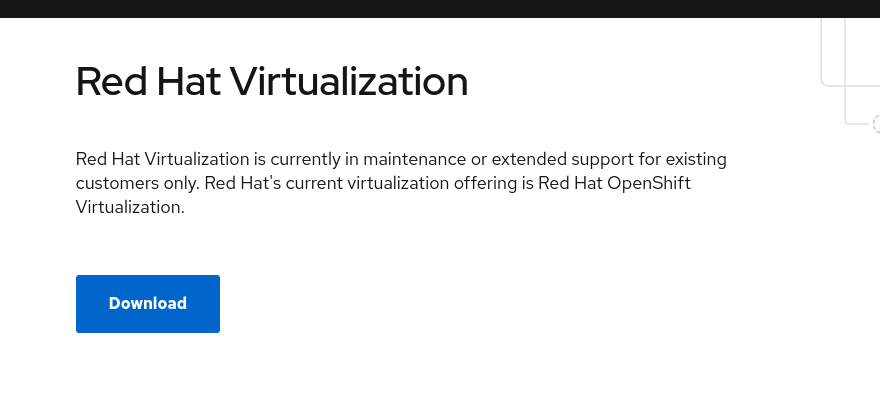 Red Hat Virtualization
Red Hat Virtualization is currently in maintenance or extended support for existing
customers only. Red Hat's current virtualization offering is Red Hat OpenShift
Virtualization.
Download